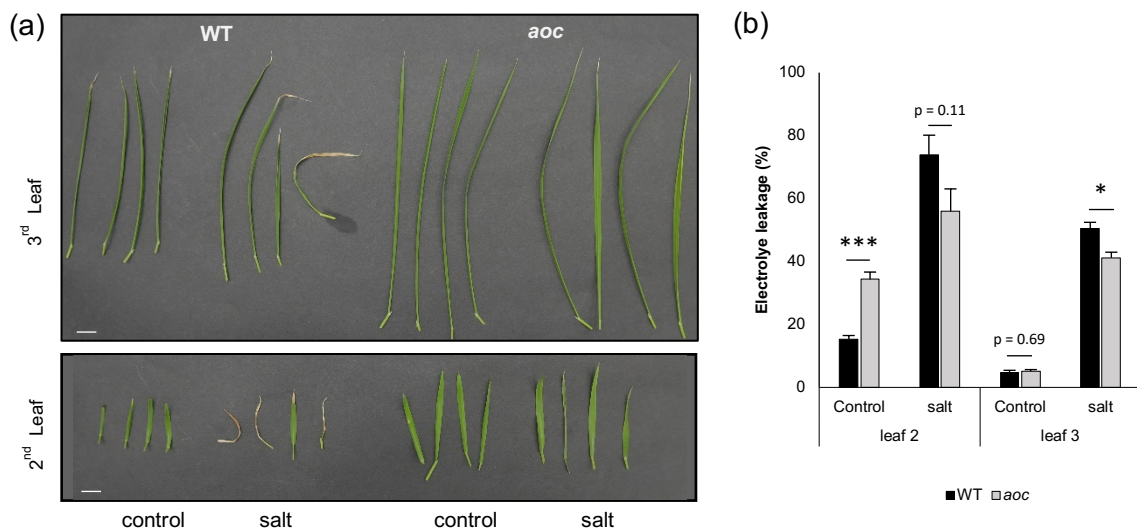 (a)
WT
aoc
3rd Leaf
2nd Leaf
control
salt
control
salt
(b)
Electrolye leakage (%)
100
80
60
40
20
0
***
p = 0.11
p = 0.69
*
Control
salt
Control
salt
leaf 2
leaf 3
WT
aoc